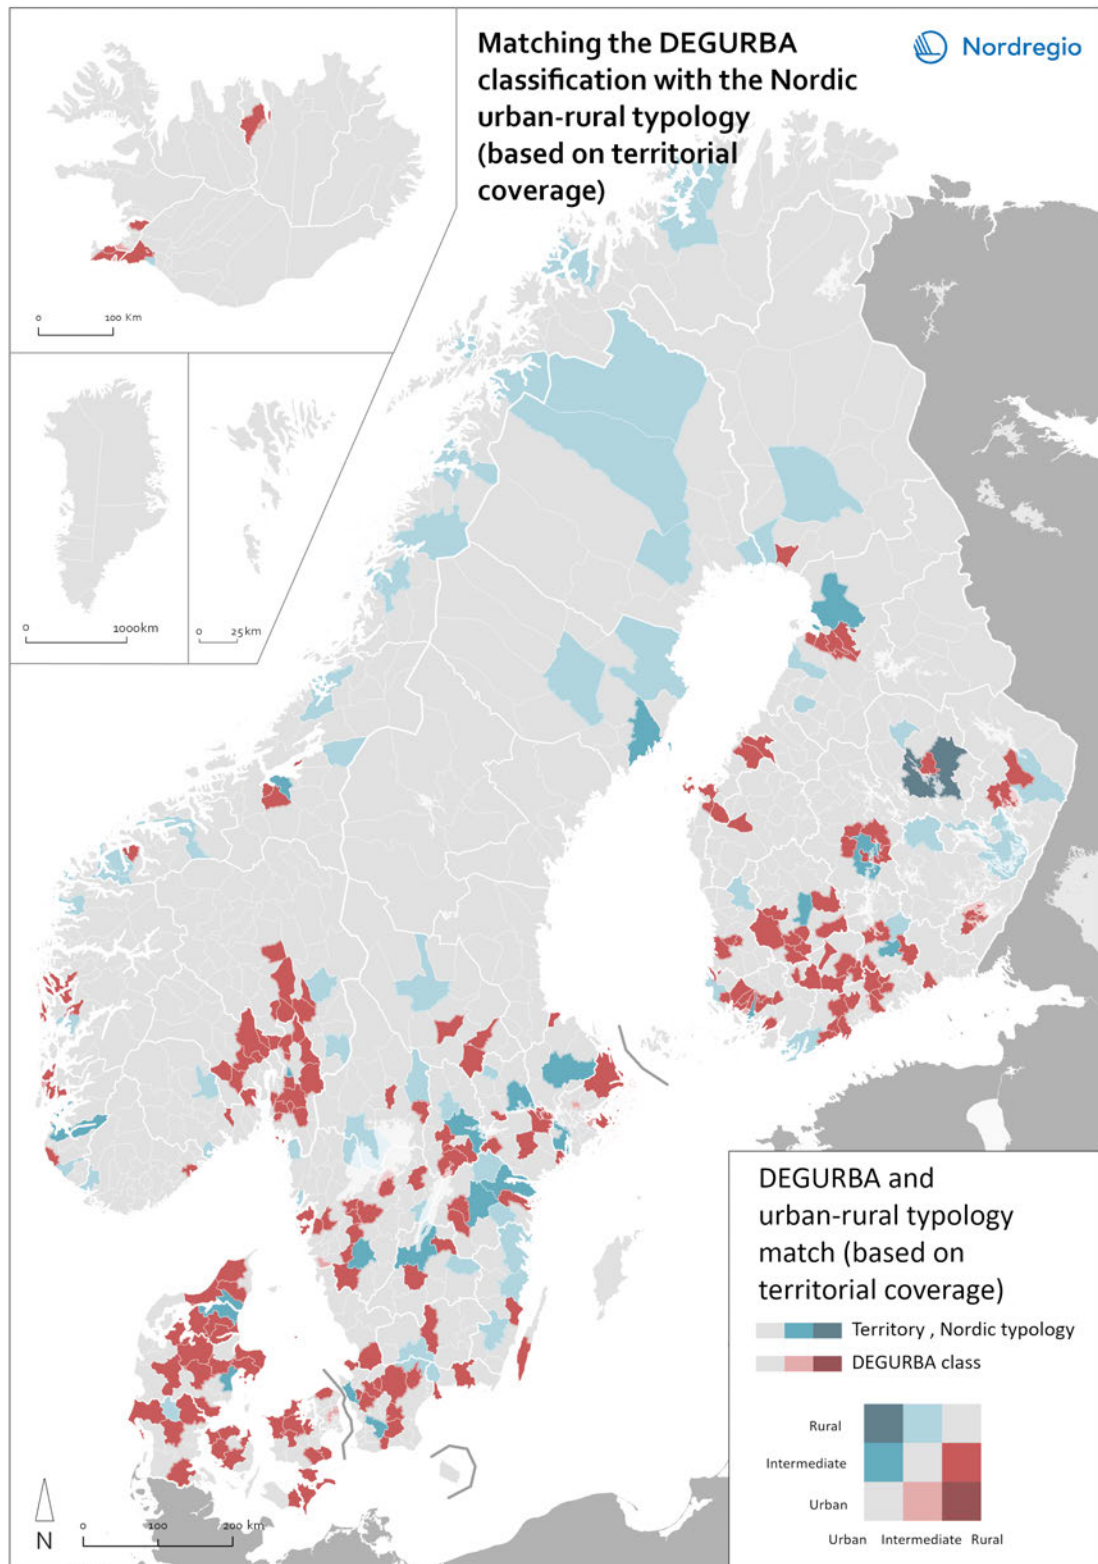 Matching the DEGURBA
classification with the Nordic
urban-rural typology
(based on territorial
coverage)
Nordregio
0 100 Km
0 1000km
0 25km
DEGURBA and
urban-rural typology
match (based on
territorial coverage)
Territory , Nordic typology
DEGURBA class
Rural
Intermediate
Urban
Urban Intermediate Rural
N
0 100 200 km